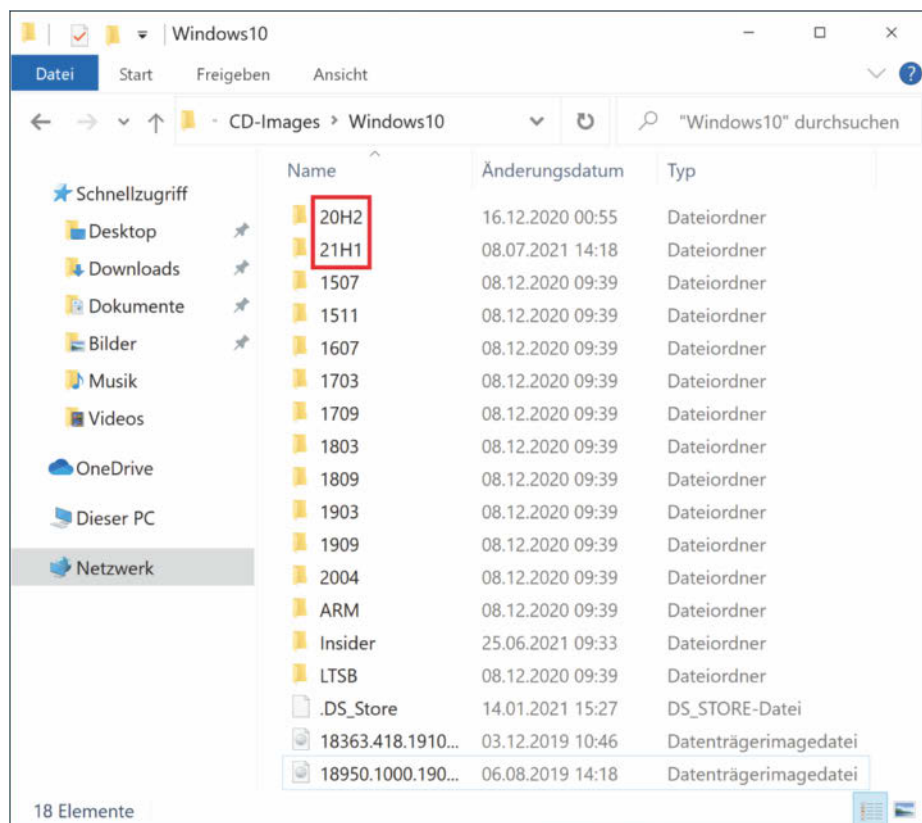 Windows10
Datei Start Freigeben Ansicht ?
CD-Images Windows10 "Windows10" durchsuchen
Name Änderungsdatum Typ
Schnellzugriff
Desktop
Downloads
Dokumente
Bilder
Musik
Videos
OneDrive
Dieser PC
Netzwerk
20H2 16.12.2020 00:55 Dateiordner
21H1 08.07.2021 14:18 Dateiordner
1507 08.12.2020 09:39 Dateiordner
1511 08.12.2020 09:39 Dateiordner
1607 08.12.2020 09:39 Dateiordner
1703 08.12.2020 09:39 Dateiordner
1709 08.12.2020 09:39 Dateiordner
1803 08.12.2020 09:39 Dateiordner
1809 08.12.2020 09:39 Dateiordner
1903 08.12.2020 09:39 Dateiordner
1909 08.12.2020 09:39 Dateiordner
2004 08.12.2020 09:39 Dateiordner
ARM 08.12.2020 09:39 Dateiordner
Insider 25.06.2021 09:33 Dateiordner
LTSB 08.12.2020 09:39 Dateiordner
.DS_Store 14.01.2021 15:27 DS_STORE-Datei
18363.418.1910... 03.12.2019 10:46 Datenträgerimagedatei
18950.1000.190... 06.08.2019 14:18 Datenträgerimagedatei
18 Elemente